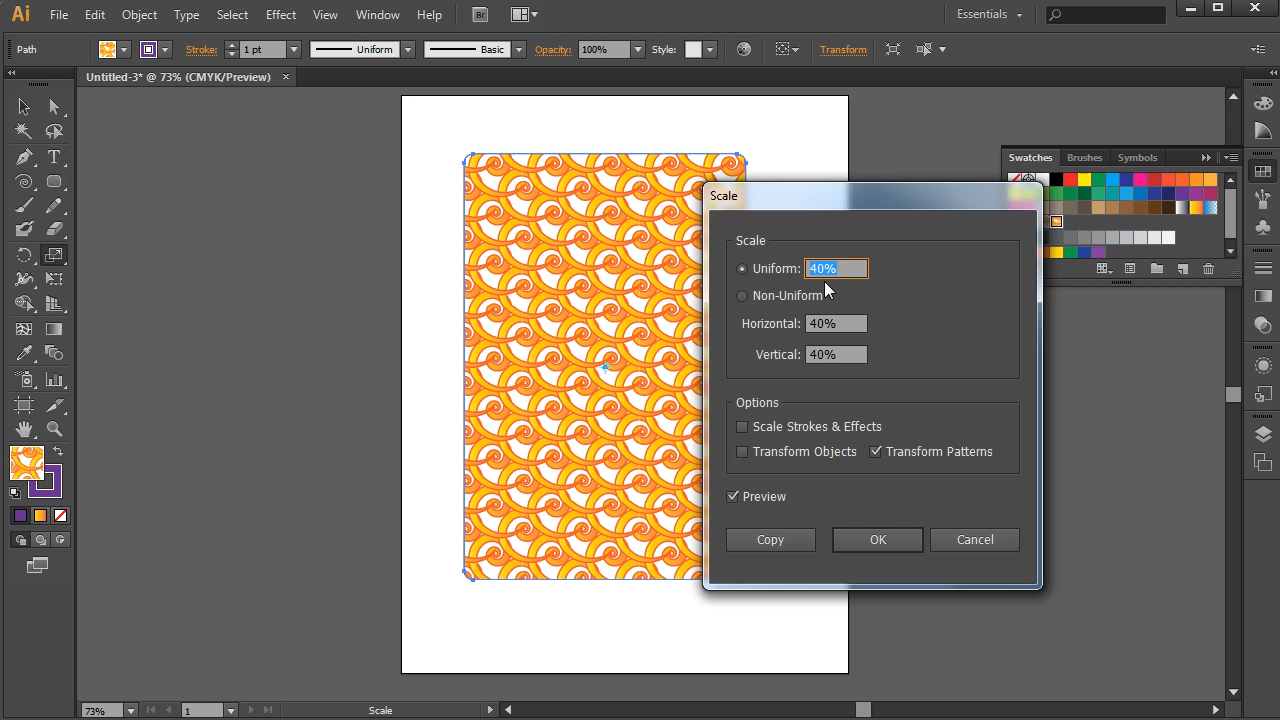 Ai File Edit Object Type Select Effect View Window Help Br Essentials
Path Stroke: 1 pt Uniform Basic Opacity: 100% Style: Transform
Untitled-3* @ 73% (CMYK/Preview)
Swatches Brushes Symbols
Scale
Scale
Uniform: 40%
Non-Uniform
Horizontal: 40%
Vertical: 40%
Options
Scale Strokes & Effects
Transform Objects Transform Patterns
Preview
Copy OK Cancel
73% 1 Scale